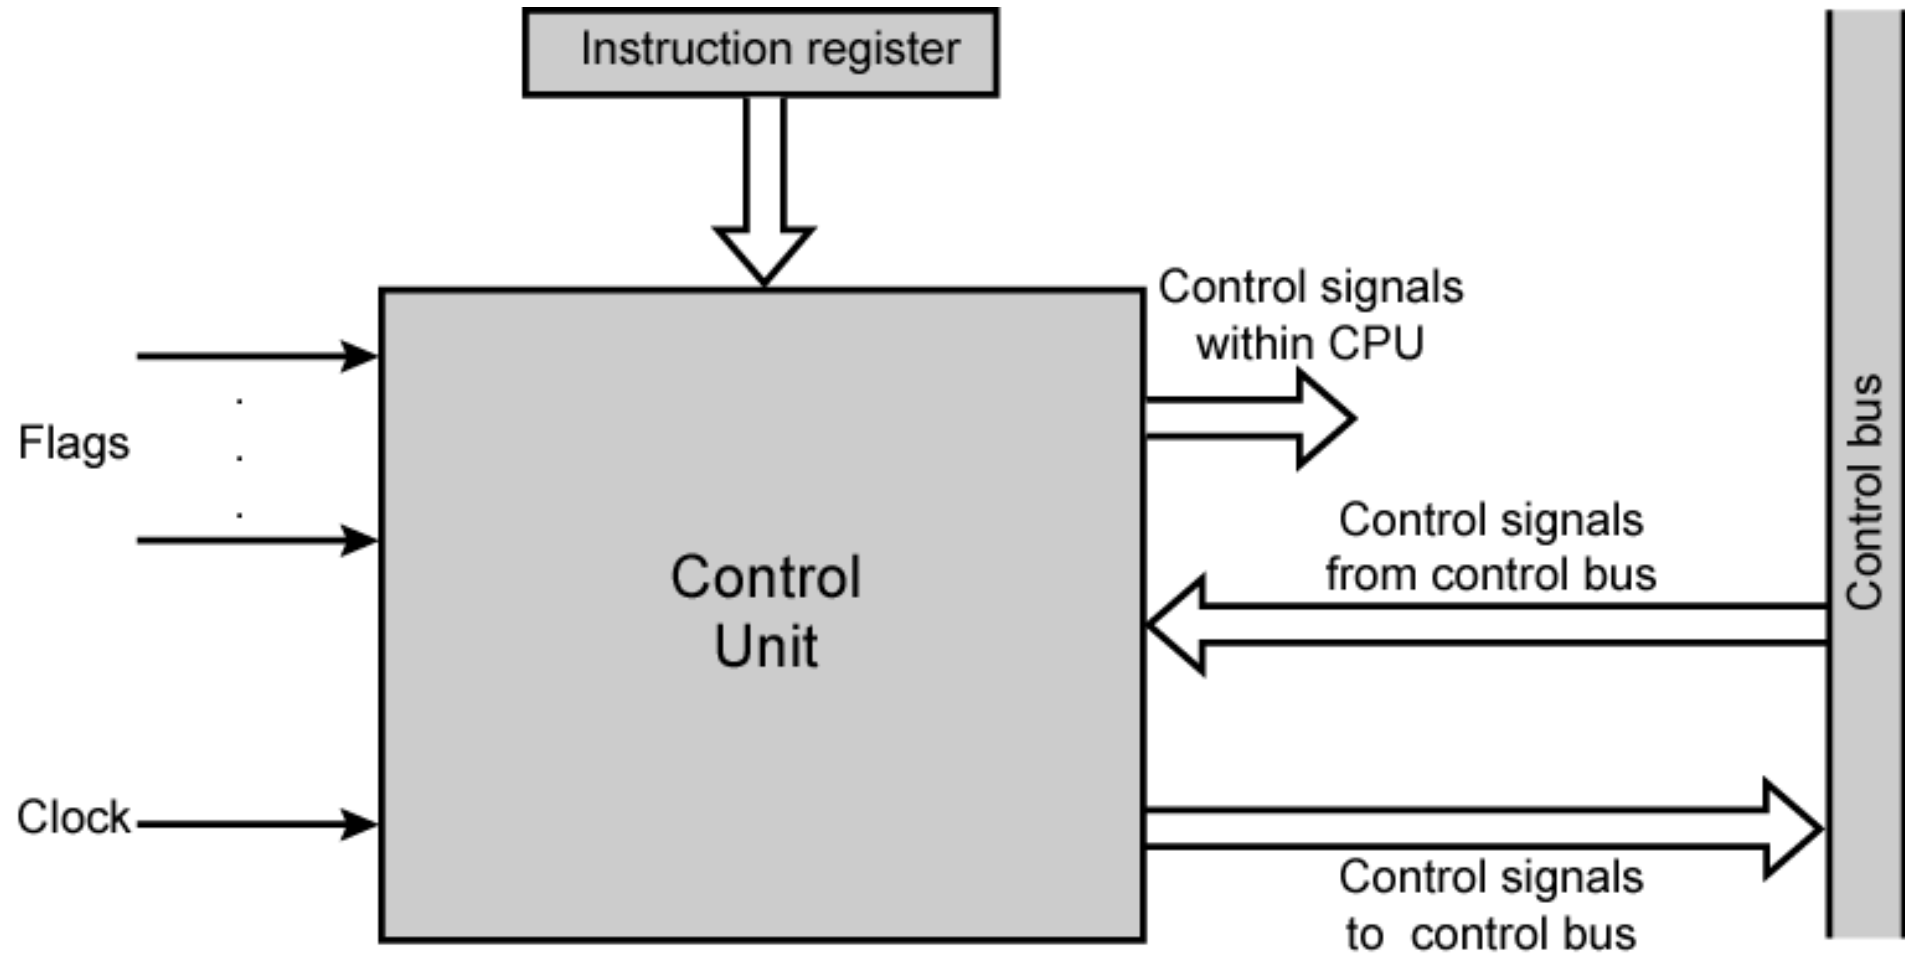 Instruction register
Control signals
within CPU
Flags
Control signals
from control bus
Control
Unit
Clock
Control signals
to control bus
Control bus